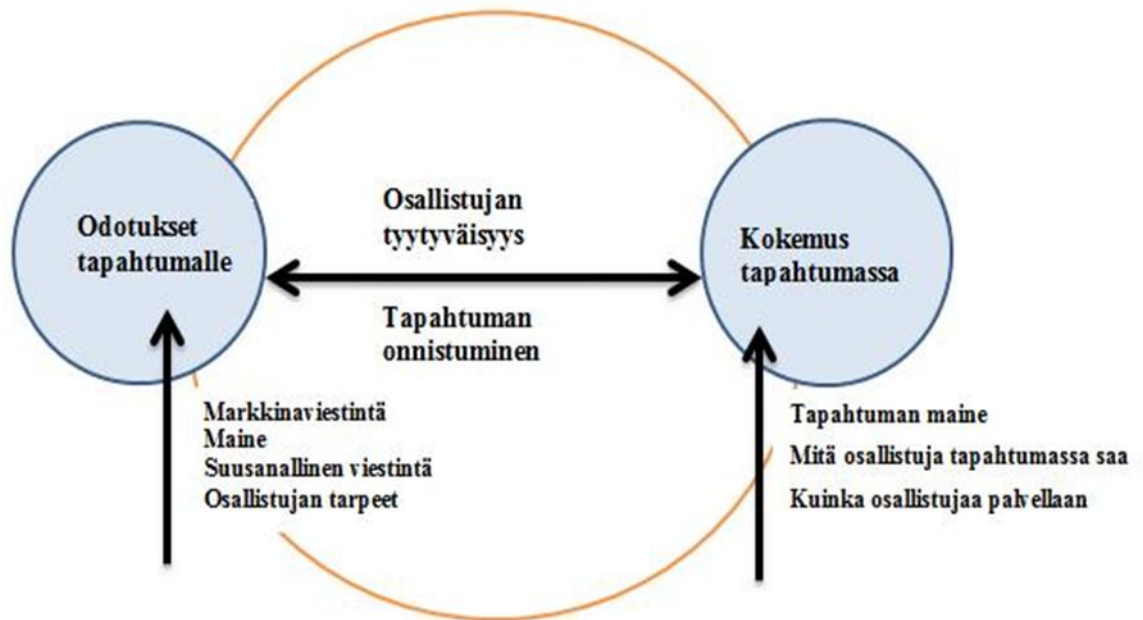 Odotukset
tapahtumalle
Osallistujan
tyytyväisyys
Tapahtuman
onnistuminen
Kokemus
tapahtumassa
Markkinaviestintä
Maine
Suusanallinen viestintä
Osallistujan tarpeet
Tapahtuman maine
Mitä osallistuja tapahtumassa saa
Kuinka osallistujaa palvellaan